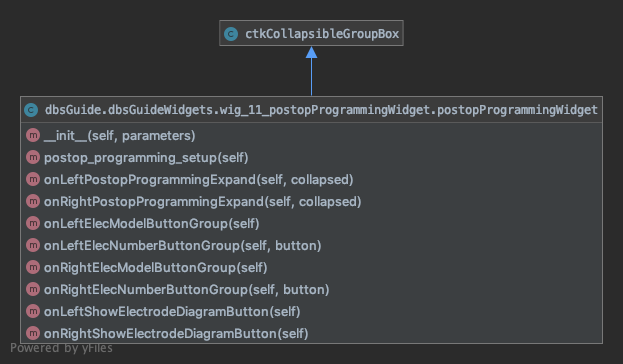 C ctkCollapsibleGroupBox
C dbsGuide.dbsGuideWidgets.wig_11_postopProgrammingWidget.postopProgrammingWidget
m __init__(self, parameters)
m postop_programming_setup(self)
m onLeftPostopProgrammingExpand(self, collapsed)
m onRightPostopProgrammingExpand(self, collapsed)
m onLeftElecModelButtonGroup(self)
m onLeftElecNumberButtonGroup(self, button)
m onRightElecModelButtonGroup(self)
m onRightElecNumberButtonGroup(self, button)
m onLeftShowElectrodeDiagramButton(self)
m onRightShowElectrodeDiagramButton(self)
Powered by yFiles